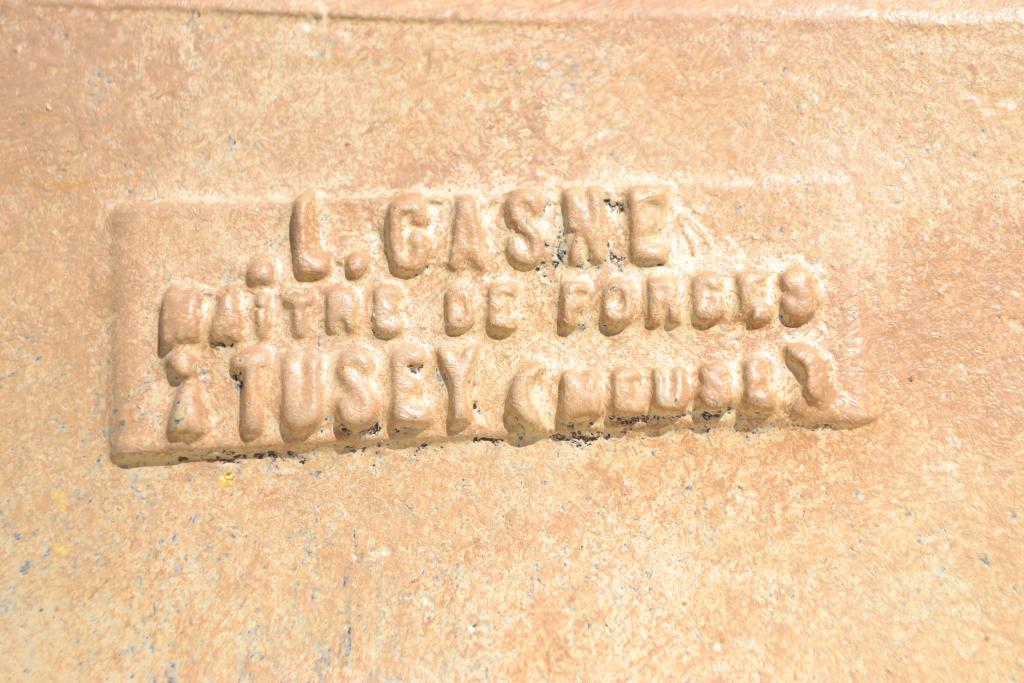 L. GASNE
MAÎTRE DE FORGES
À TUSEY (MEUSE)